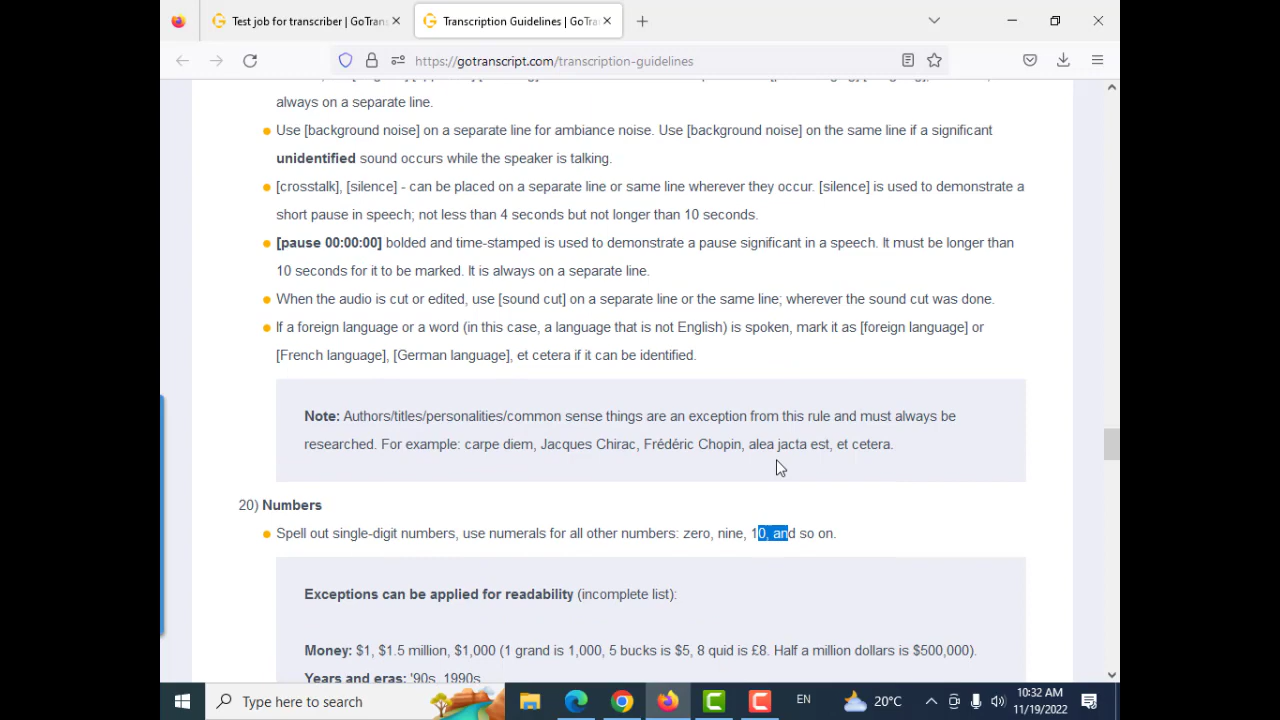 Test job for transcriber | GoTrans
Transcription Guidelines | GoTra
https://gotranscript.com/transcription-guidelines
always on a separate line.
Use [background noise] on a separate line for ambiance noise. Use [background noise] on the same line if a significant
unidentified sound occurs while the speaker is talking.
[crosstalk], [silence] - can be placed on a separate line or same line wherever they occur. [silence] is used to demonstrate a
short pause in speech; not less than 4 seconds but not longer than 10 seconds.
[pause 00:00:00] bolded and time-stamped is used to demonstrate a pause significant in a speech. It must be longer than
10 seconds for it to be marked. It is always on a separate line.
When the audio is cut or edited, use [sound cut] on a separate line or the same line; wherever the sound cut was done.
If a foreign language or a word (in this case, a language that is not English) is spoken, mark it as [foreign language] or
[French language], [German language], et cetera if it can be identified.
Note: Authors/titles/personalities/common sense things are an exception from this rule and must always be
researched. For example: carpe diem, Jacques Chirac, Frédéric Chopin, alea jacta est, et cetera.
20) Numbers
Spell out single-digit numbers, use numerals for all other numbers: zero, nine, 10, and so on.
Exceptions can be applied for readability (incomplete list):
Money: $1, $1.5 million, $1,000 (1 grand is 1,000, 5 bucks is $5, 8 quid is £8. Half a million dollars is $500,000).
Years and eras: '90s, 1990s
Type here to search
EN
20°C
10:32 AM
11/19/2022